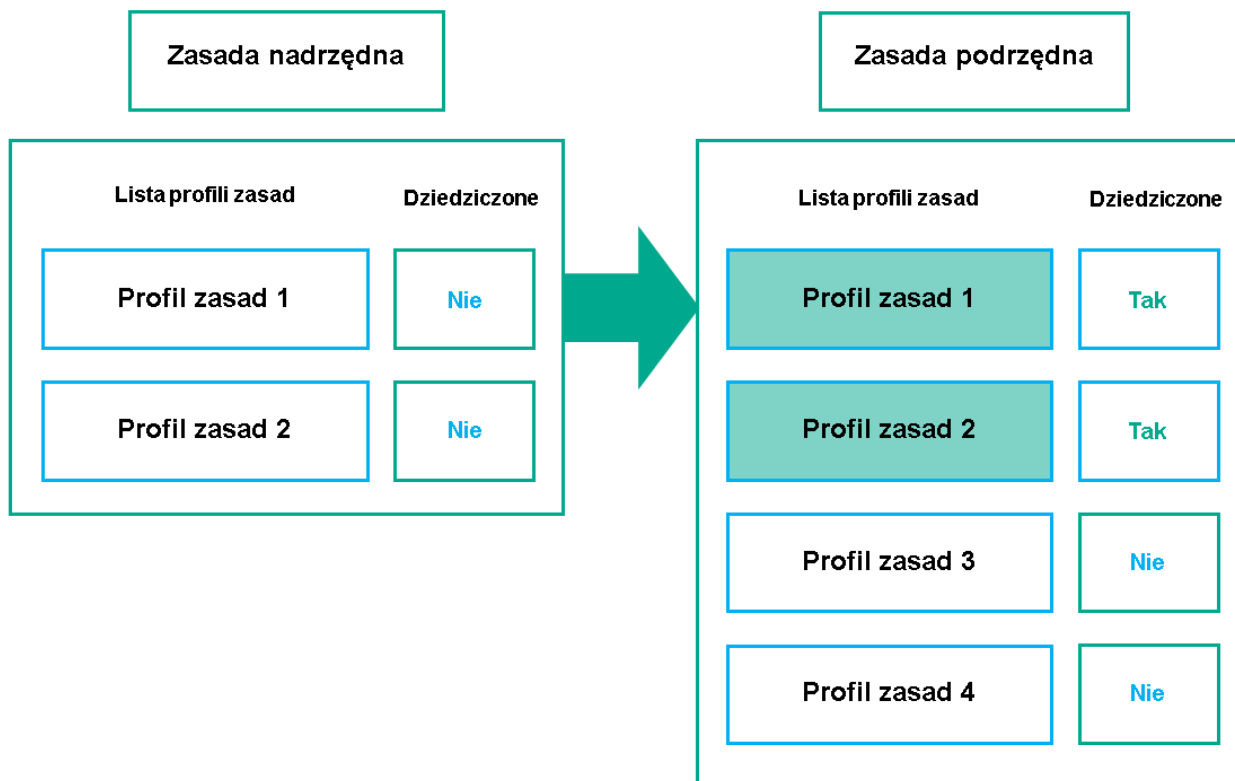 Zasada nadrzędna
Zasada podrzędna
Lista profili zasad
Dziedziczone
Profil zasad 1
Nie
Profil zasad 2
Nie
Lista profili zasad
Dziedziczone
Profil zasad 1
Tak
Profil zasad 2
Tak
Profil zasad 3
Nie
Profil zasad 4
Nie